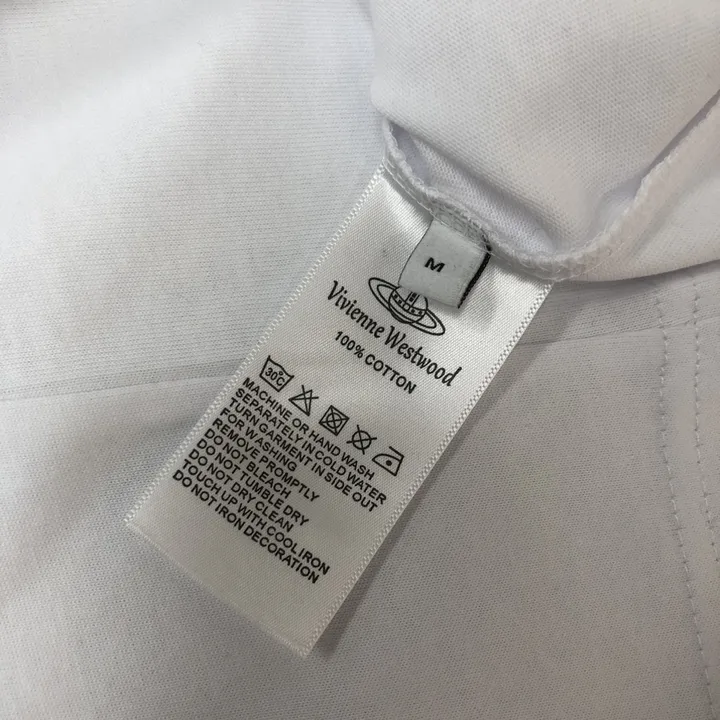 M
Vivienne Westwood
100% COTTON
30°C
MACHINE OR HAND WASH
SEPARATELY IN COLD WATER
TURN GARMENT IN SIDE OUT
FOR WASHING
REMOVE PROMPTLY
DO NOT BLEACH
DO NOT TUMBLE DRY
DO NOT DRY CLEAN
TOUCH UP WITH COOL IRON
DO NOT IRON DECORATION